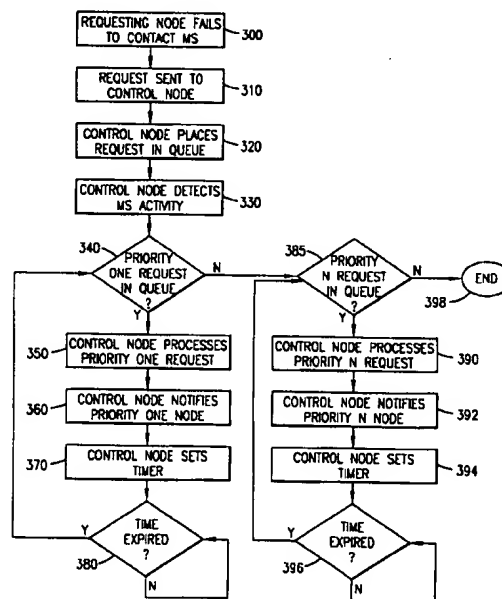 REQUESTING NODE FAILS
TO CONTACT MS
300
REQUEST SENT TO
CONTROL NODE
310
CONTROL NODE PLACES
REQUEST IN QUEUE
320
CONTROL NODE DETECTS
MS ACTIVITY
330
340
PRIORITY
ONE REQUEST
IN QUEUE
?
N
Y
385
PRIORITY
N REQUEST
IN QUEUE
?
N
Y
END
398
350
CONTROL NODE PROCESSES
PRIORITY ONE REQUEST
CONTROL NODE PROCESSES
PRIORITY N REQUEST
390
360
CONTROL NODE NOTIFIES
PRIORITY ONE NODE
CONTROL NODE NOTIFIES
PRIORITY N NODE
392
370
CONTROL NODE SETS
TIMER
CONTROL NODE SETS
TIMER
394
Y
TIME
EXPIRED
?
380
N
Y
TIME
EXPIRED
?
396
N